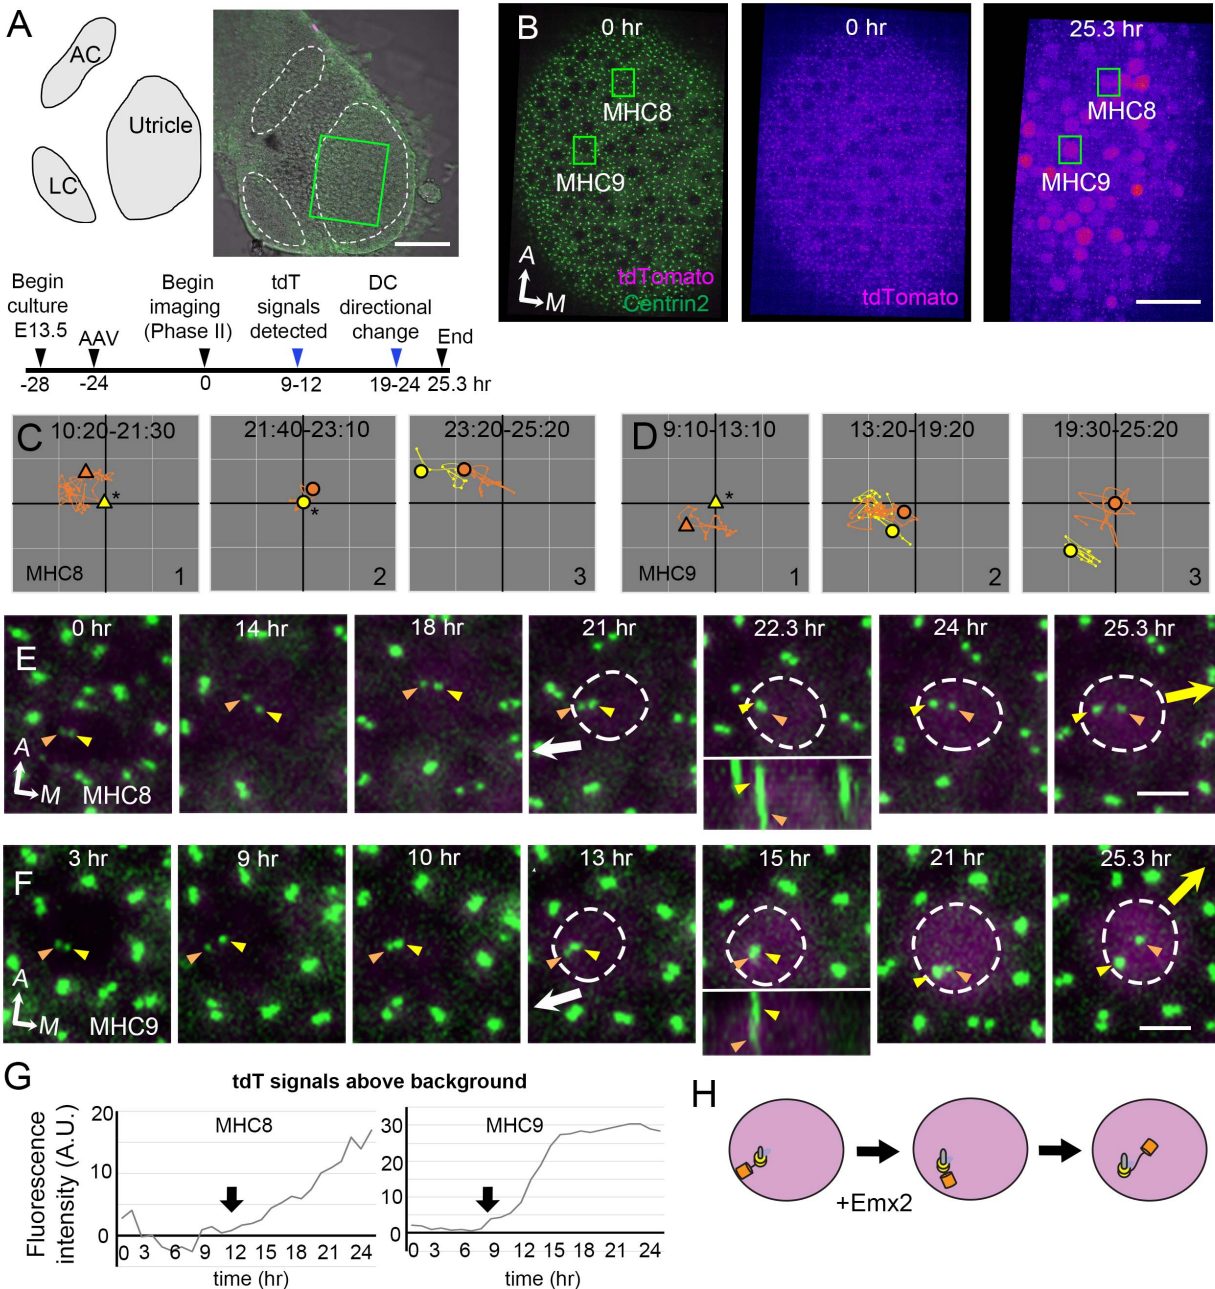 A
AC
Utricle
LC
Begin
culture
E13.5
AAV
Begin
imaging
(Phase II)
tdT
signals
detected
DC
directional
change
End
-28
-24
0
9-12
19-24
25.3 hr
B
0 hr
MHC8
MHC9
A
M
tdTomato
Centrin2
0 hr
tdTomato
25.3 hr
MHC8
MHC9
C
10:20-21:30
*
MHC8
1
21:40-23:10
*
2
23:20-25:20
3
D
9:10-13:10
*
MHC9
1
13:20-19:20
2
19:30-25:20
3
E
0 hr
A
M
MHC8
14 hr
18 hr
21 hr
22.3 hr
24 hr
25.3 hr
F
3 hr
A
M
MHC9
9 hr
10 hr
13 hr
15 hr
21 hr
25.3 hr
G
tdT signals above background
Fluorescence
intensity (A.U.)
20
10
0
MHC8
0 3 6 9 12 15 18 21 24
time (hr)
30
20
10
0
MHC9
0 3 6 9 12 15 18 21 24
time (hr)
H
+Emx2